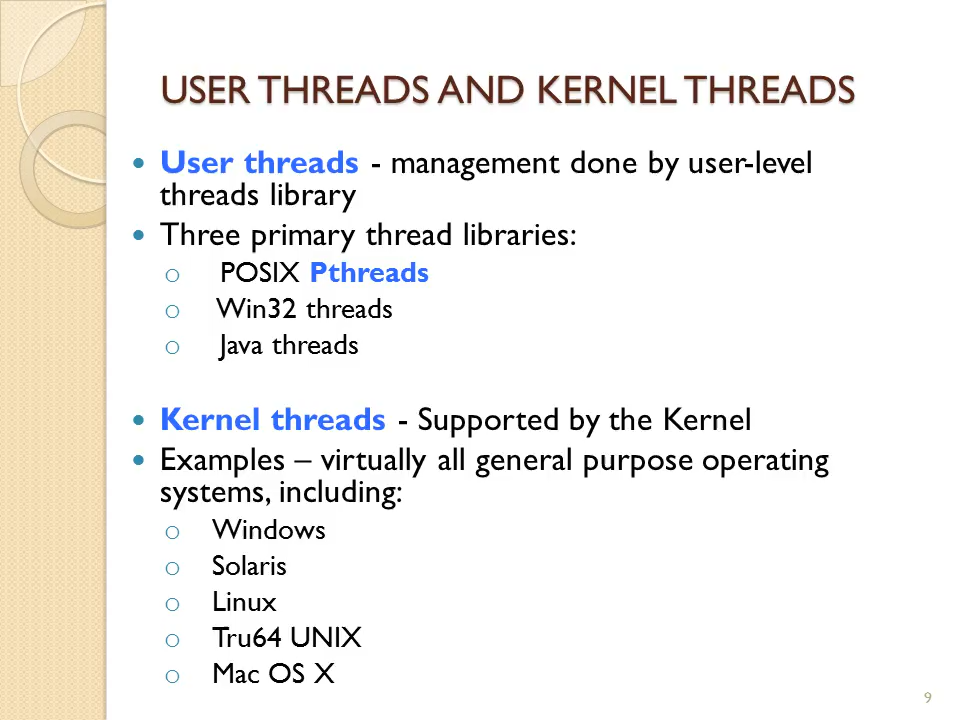 USER THREADS AND KERNEL THREADS
• User threads - management done by user-level
threads library
• Three primary thread libraries:
o POSIX Pthreads
o Win32 threads
o Java threads
• Kernel threads - Supported by the Kernel
• Examples – virtually all general purpose operating
systems, including:
o Windows
o Solaris
o Linux
o Tru64 UNIX
o Mac OS X
9